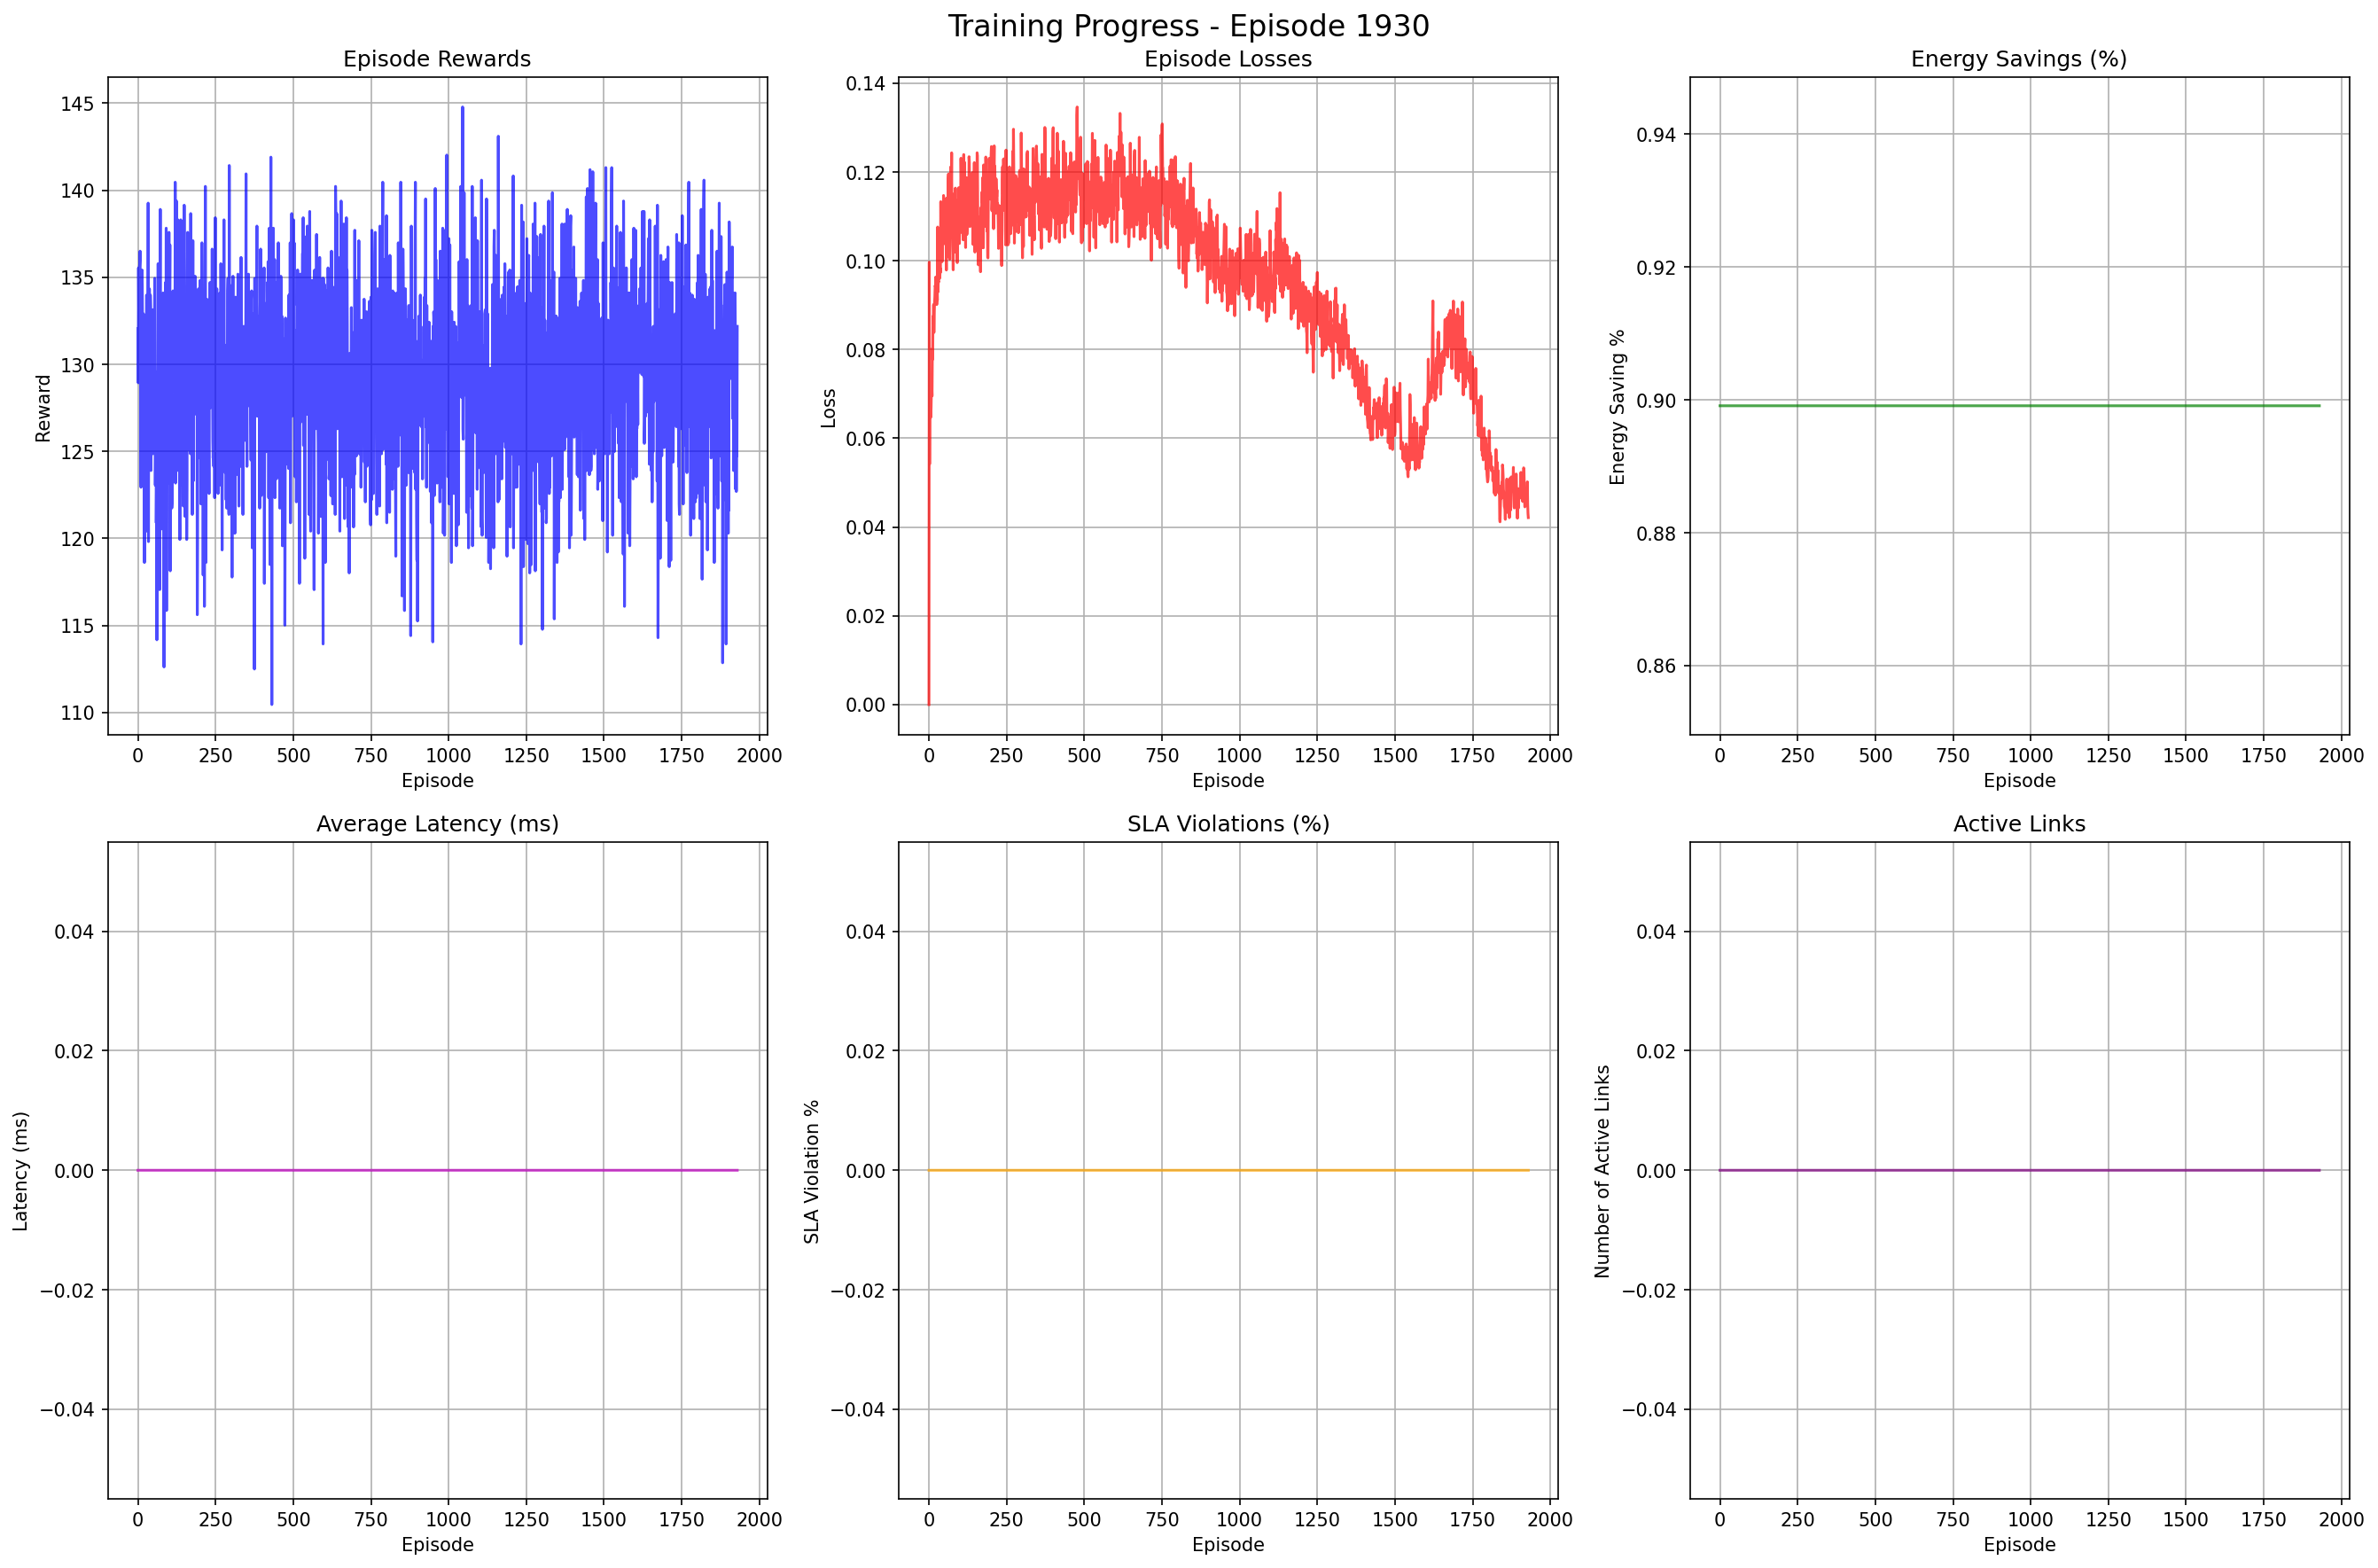 Training Progress - Episode 1930
Episode Rewards
145
140
135
130
125
120
115
110
Reward
0 250 500 750 1000 1250 1500 1750 2000
Episode
Episode Losses
0.14
0.12
0.10
0.08
0.06
0.04
0.02
0.00
Loss
0 250 500 750 1000 1250 1500 1750 2000
Episode
Energy Savings (%)
0.94
0.92
0.90
0.88
0.86
Energy Saving %
0 250 500 750 1000 1250 1500 1750 2000
Episode
Average Latency (ms)
0.04
0.02
0.00
−0.02
−0.04
Latency (ms)
0 250 500 750 1000 1250 1500 1750 2000
Episode
SLA Violations (%)
0.04
0.02
0.00
−0.02
−0.04
SLA Violation %
0 250 500 750 1000 1250 1500 1750 2000
Episode
Active Links
0.04
0.02
0.00
−0.02
−0.04
Number of Active Links
0 250 500 750 1000 1250 1500 1750 2000
Episode